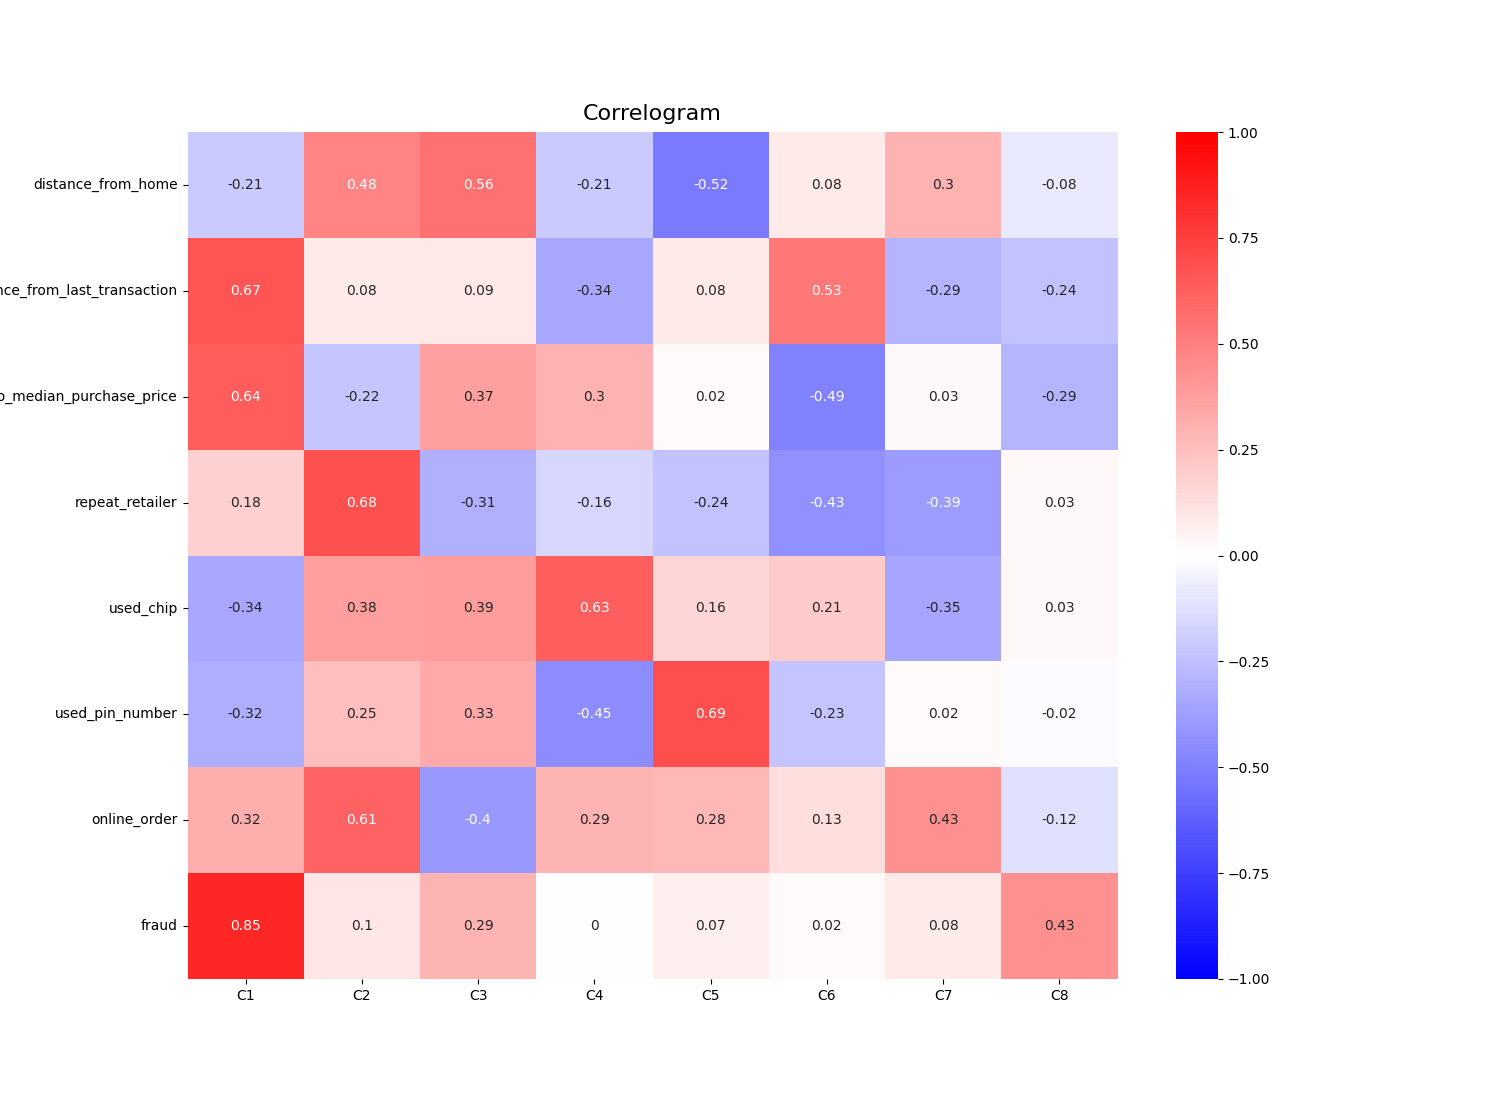 Correlogram
distance_from_home -0.21 0.48 0.56 -0.21 -0.52 0.08 0.3 -0.08
nce_from_last_transaction 0.67 0.08 0.09 -0.34 0.08 0.53 -0.29 -0.24
o_median_purchase_price 0.64 -0.22 0.37 0.3 0.02 -0.49 0.03 -0.29
repeat_retailer 0.18 0.68 -0.31 -0.16 -0.24 -0.43 -0.39 0.03
used_chip -0.34 0.38 0.39 0.63 0.16 0.21 -0.35 0.03
used_pin_number -0.32 0.25 0.33 -0.45 0.69 -0.23 0.02 -0.02
online_order 0.32 0.61 -0.4 0.29 0.28 0.13 0.43 -0.12
fraud 0.85 0.1 0.29 0 0.07 0.02 0.08 0.43
C1 C2 C3 C4 C5 C6 C7 C8
1.00
0.75
0.50
0.25
0.00
−0.25
−0.50
−0.75
−1.00